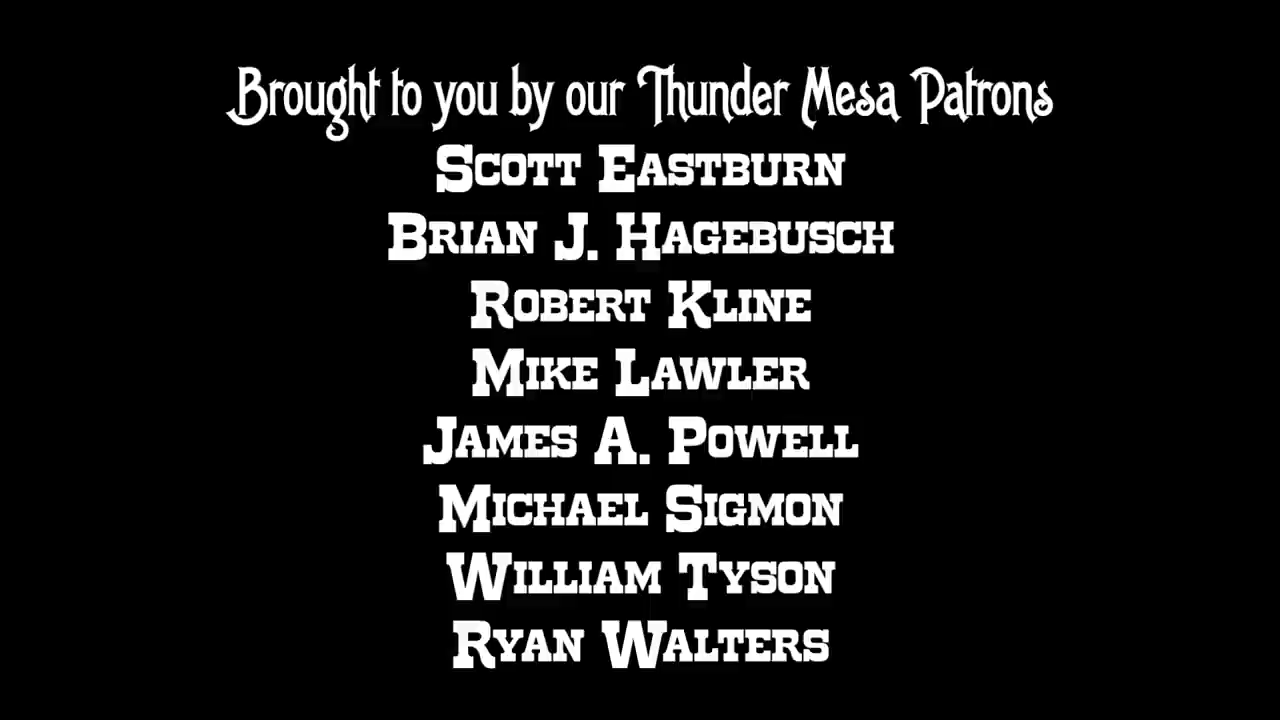 Brought to you by our Thunder Mesa Patrons
Scott Eastburn
Brian J. Hagebusch
Robert Kline
Mike Lawler
James A. Powell
Michael Sigmon
William Tyson
Ryan Walters